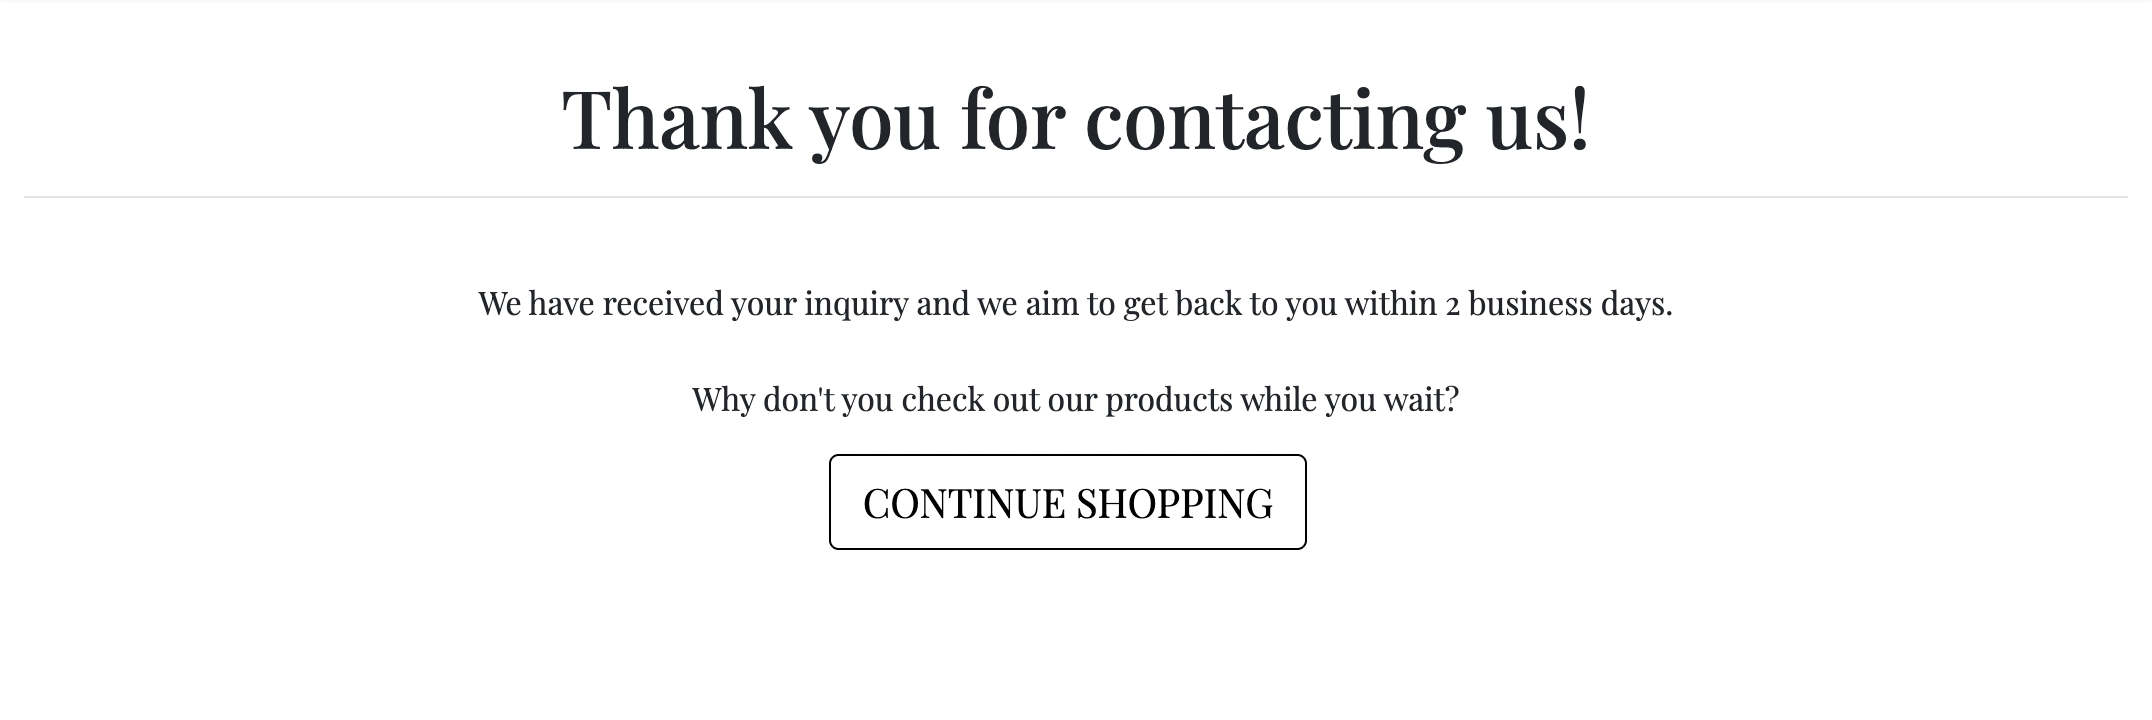 Thank you for contacting us!
We have received your inquiry and we aim to get back to you within 2 business days.
Why don't you check out our products while you wait?
CONTINUE SHOPPING